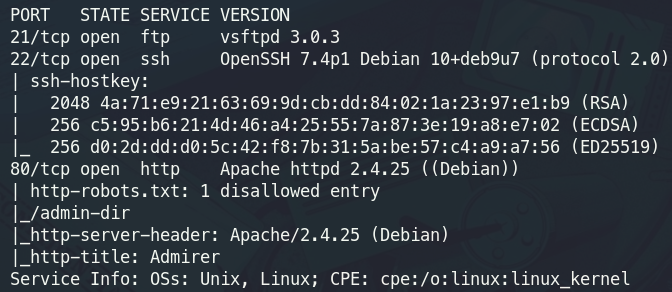 PORT   STATE SERVICE VERSION
21/tcp open  ftp     vsftpd 3.0.3
22/tcp open  ssh     OpenSSH 7.4p1 Debian 10+deb9u7 (protocol 2.0)
| ssh-hostkey:
|   2048 4a:71:e9:21:63:69:9d:cb:dd:84:02:1a:23:97:e1:b9 (RSA)
|   256 c5:95:b6:21:4d:46:a4:25:55:7a:87:3e:19:a8:e7:02 (ECDSA)
|_  256 d0:2d:dd:d0:5c:42:f8:7b:31:5a:be:57:c4:a9:a7:56 (ED25519)
80/tcp open  http    Apache httpd 2.4.25 ((Debian))
| http-robots.txt: 1 disallowed entry
|_/admin-dir
|_http-server-header: Apache/2.4.25 (Debian)
|_http-title: Admirer
Service Info: OSs: Unix, Linux; CPE: cpe:/o:linux:linux_kernel